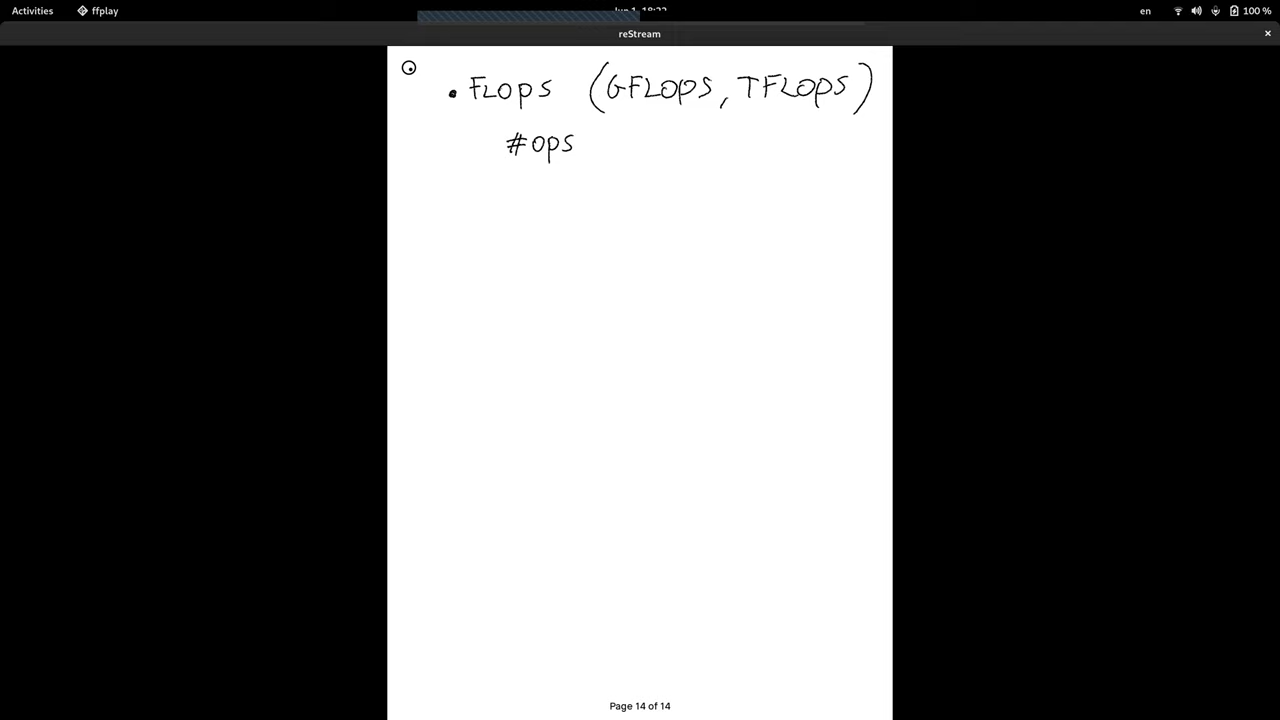 Activities ffplay en 100 %
reStream ×
• FLOPS (GFLOPS, TFLOPS)
#ops
Page 14 of 14